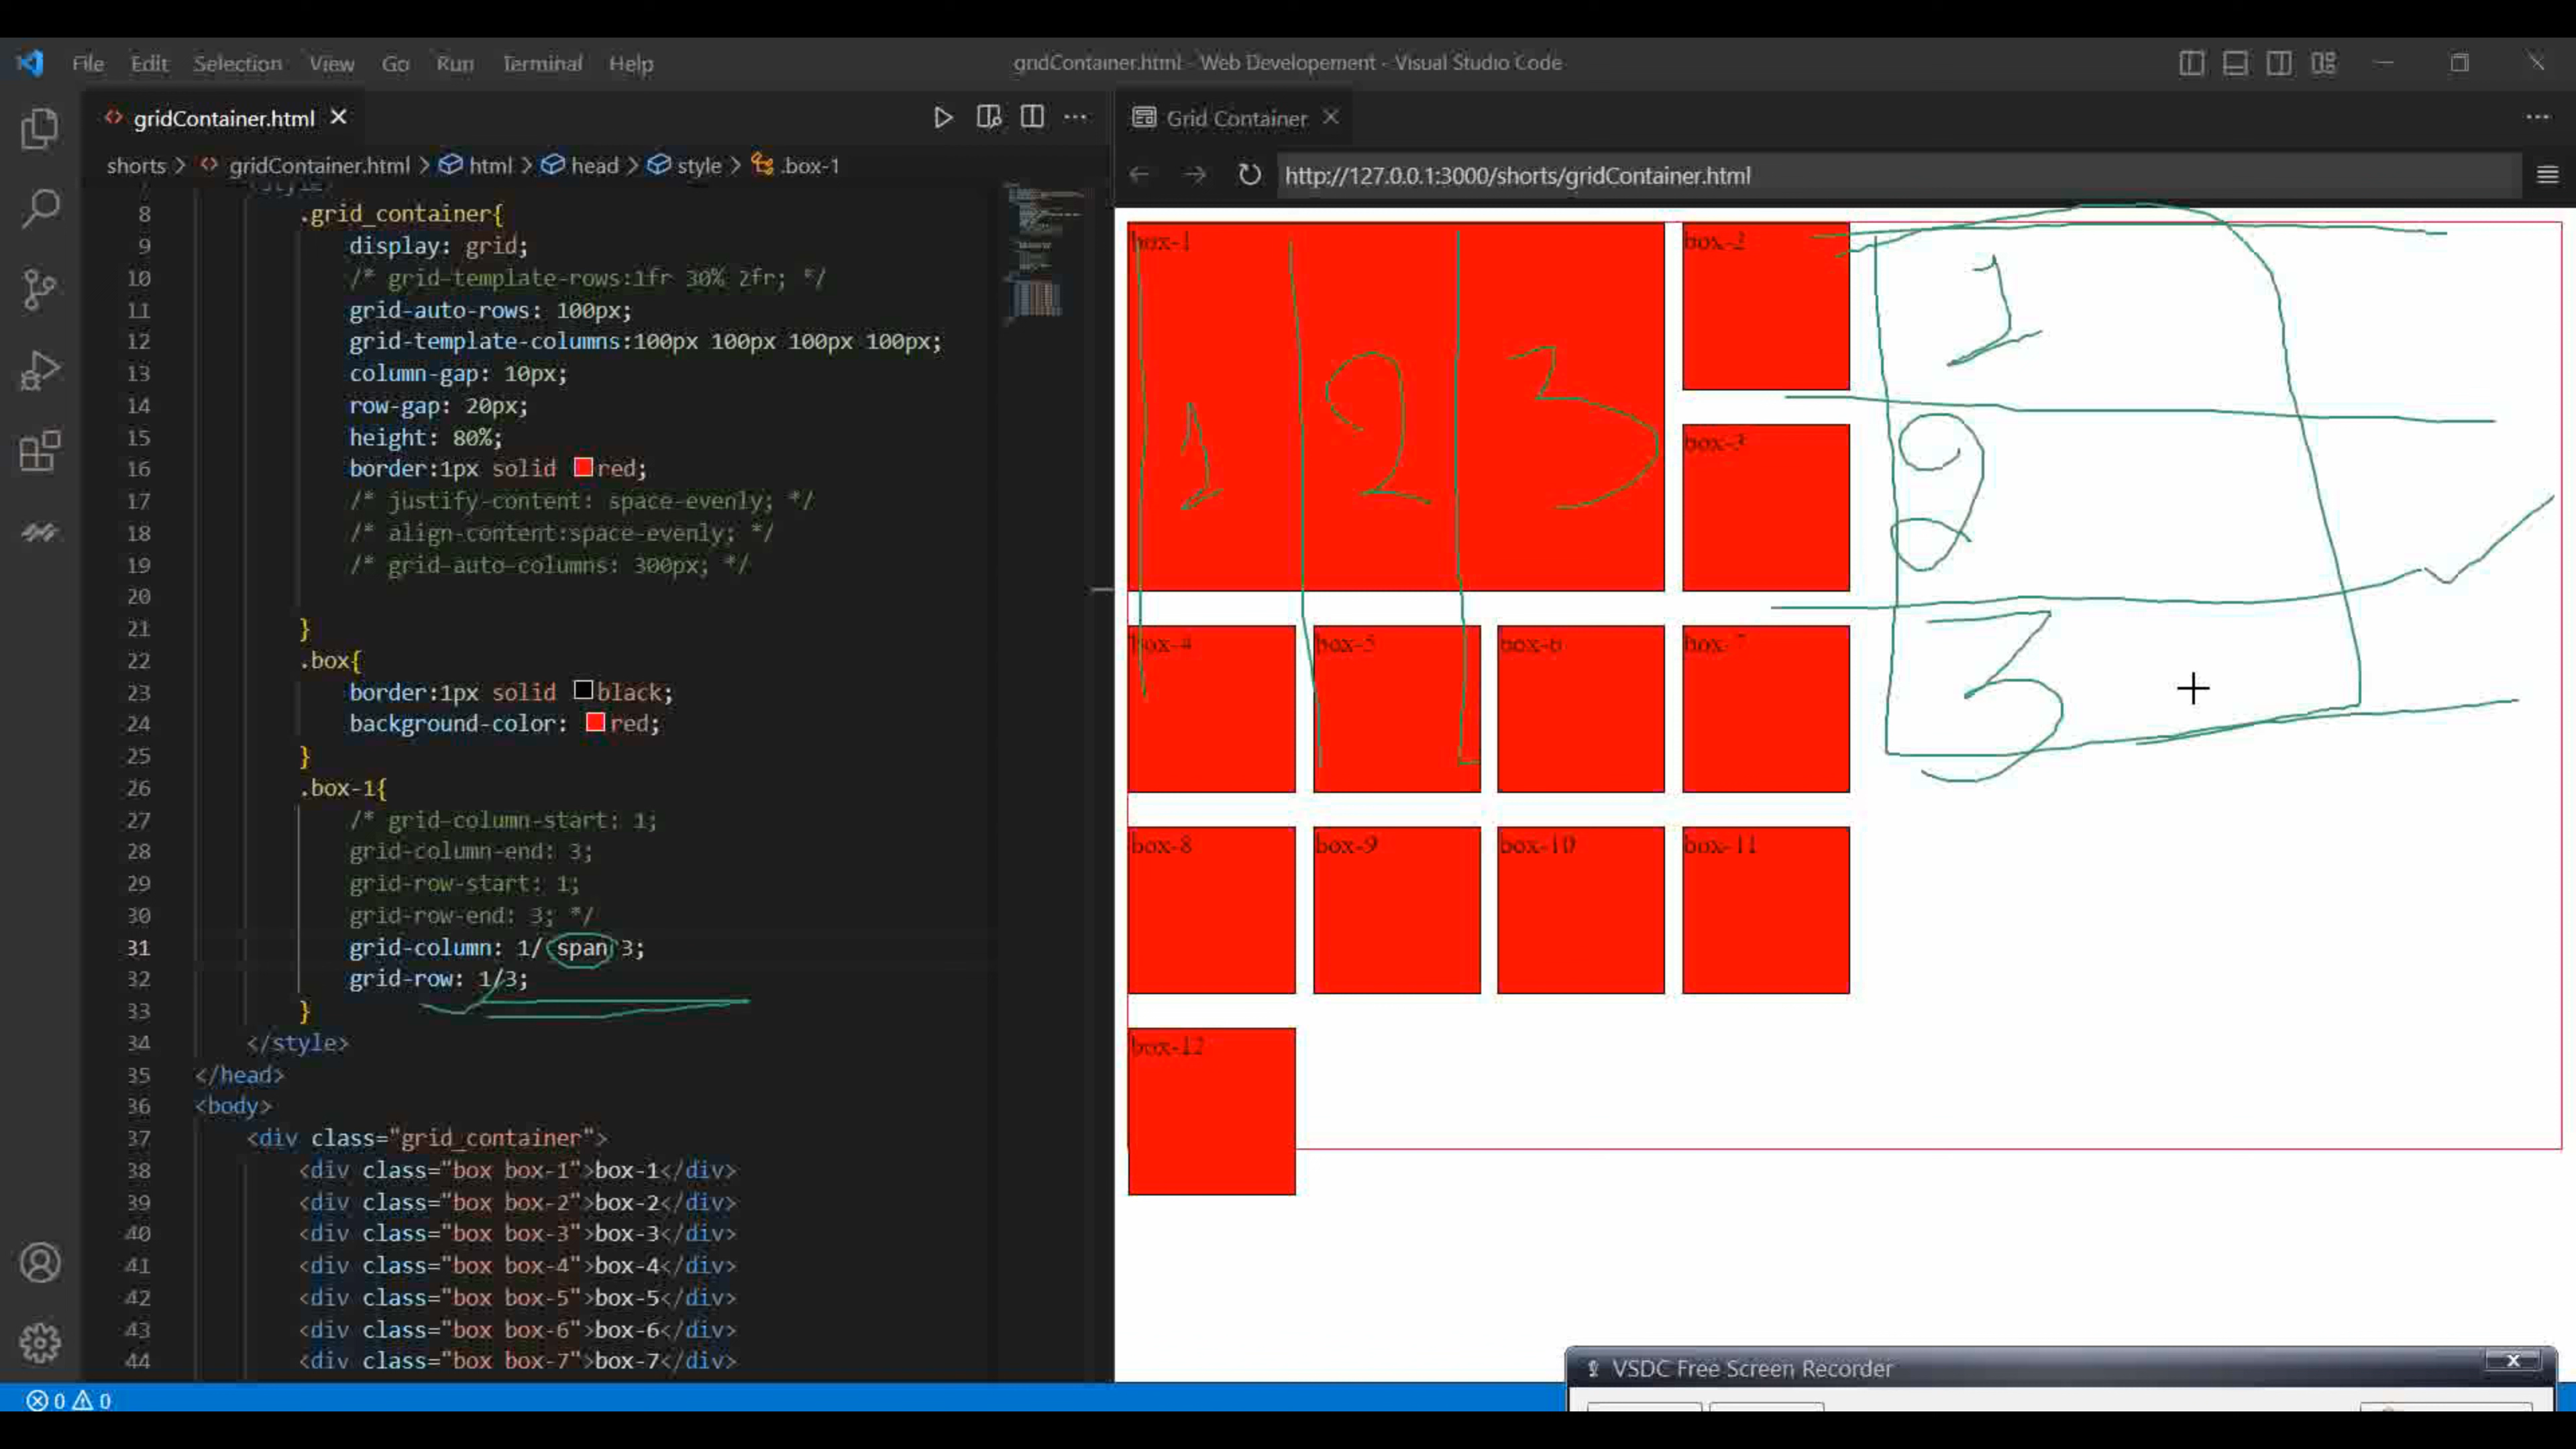 File Edit Selection View Go Run Terminal Help
gridContainer.html - Web Developement - Visual Studio Code
gridContainer.html
shorts > gridContainer.html > html > head > style > .box-1
7 <style>
8 .grid_container{
9 display: grid;
10 /* grid-template-rows:1fr 30% 2fr; */
11 grid-auto-rows: 100px;
12 grid-template-columns:100px 100px 100px 100px;
13 column-gap: 10px;
14 row-gap: 20px;
15 height: 80%;
16 border:1px solid red;
17 /* justify-content: space-evenly; */
18 /* align-content:space-evenly; */
19 /* grid-auto-columns: 300px; */
20
21 }
22 .box{
23 border:1px solid black;
24 background-color: red;
25 }
26 .box-1{
27 /* grid-column-start: 1;
28 grid-column-end: 3;
29 grid-row-start: 1;
30 grid-row-end: 3; */
31 grid-column: 1/ span 3;
32 grid-row: 1/3;
33 }
34 </style>
35 </head>
36 <body>
37 <div class="grid_container">
38 <div class="box box-1">box-1</div>
39 <div class="box box-2">box-2</div>
40 <div class="box box-3">box-3</div>
41 <div class="box box-4">box-4</div>
42 <div class="box box-5">box-5</div>
43 <div class="box box-6">box-6</div>
44 <div class="box box-7">box-7</div>
0 0
Grid Container
http://127.0.0.1:3000/shorts/gridContainer.html
box-1 box-2
1
1 2 3
box-3
2
box-4 box-5 box-6 box-7
3
box-8 box-9 box-10 box-11
box-12
VSDC Free Screen Recorder